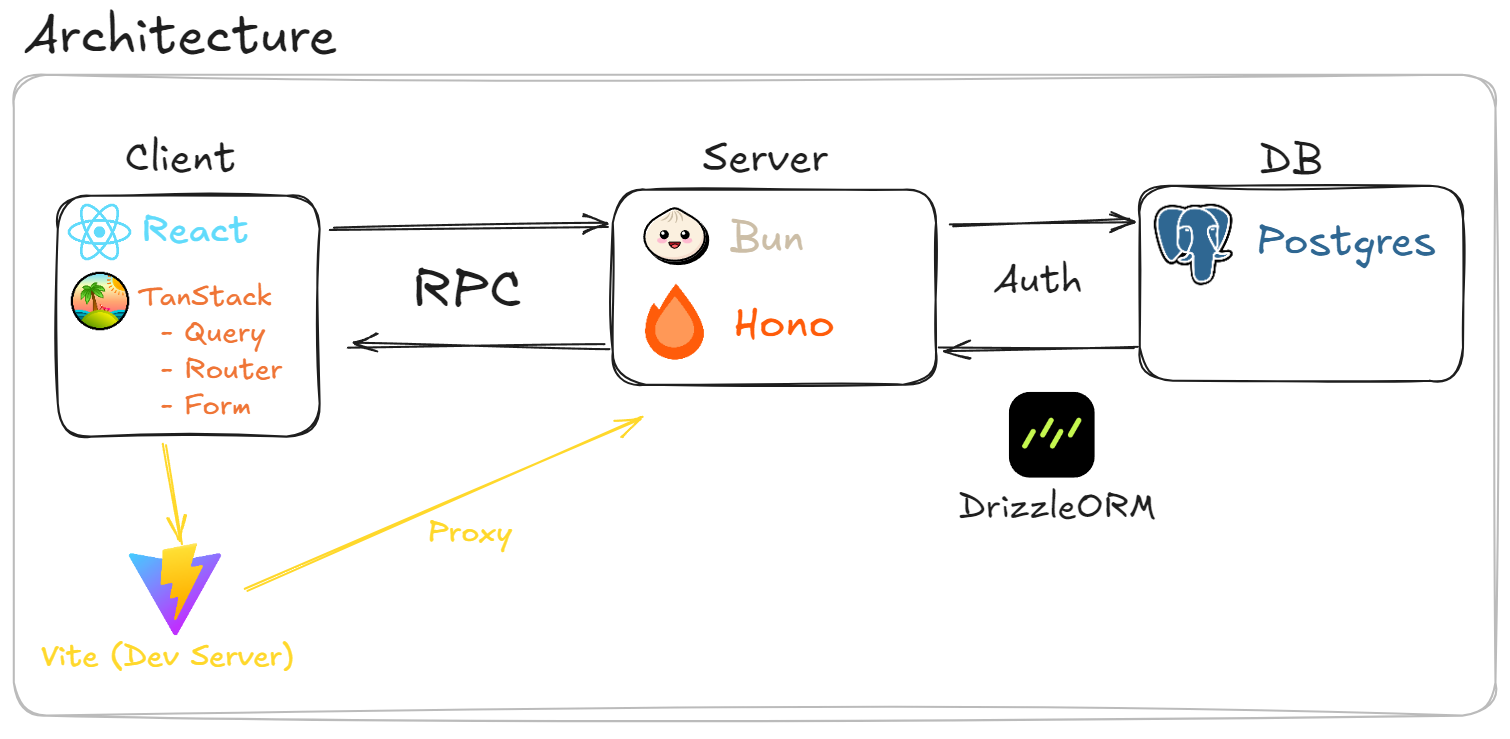 Architecture
Client
Server
DB
React
TanStack
- Query
- Router
- Form
RPC
Bun
Hono
Auth
Postgres
DrizzleORM
Proxy
Vite (Dev Server)